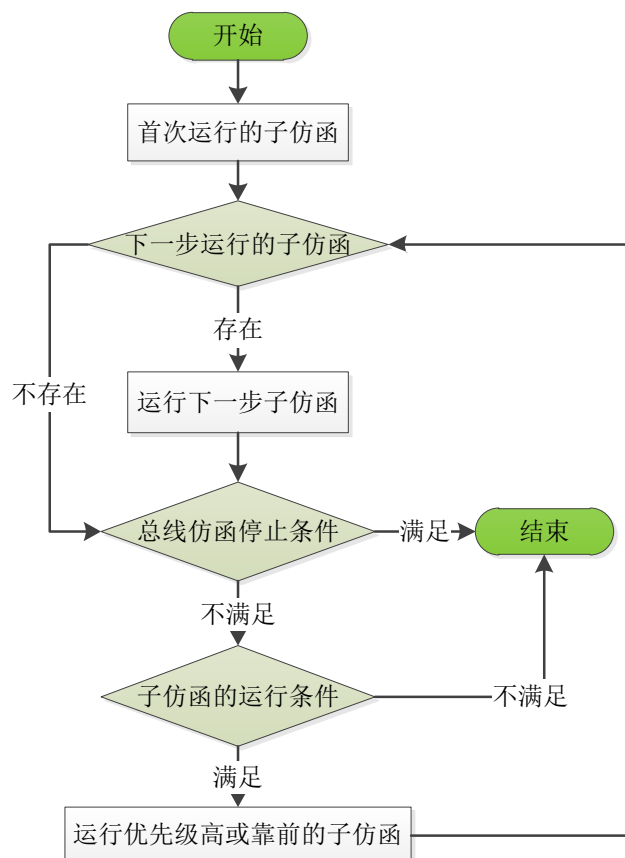 开始
首次运行的子仿函
下一步运行的子仿函
存在
不存在
运行下一步子仿函
总线仿函停止条件
满足
结束
不满足
子仿函的运行条件
不满足
满足
运行优先级高或靠前的子仿函